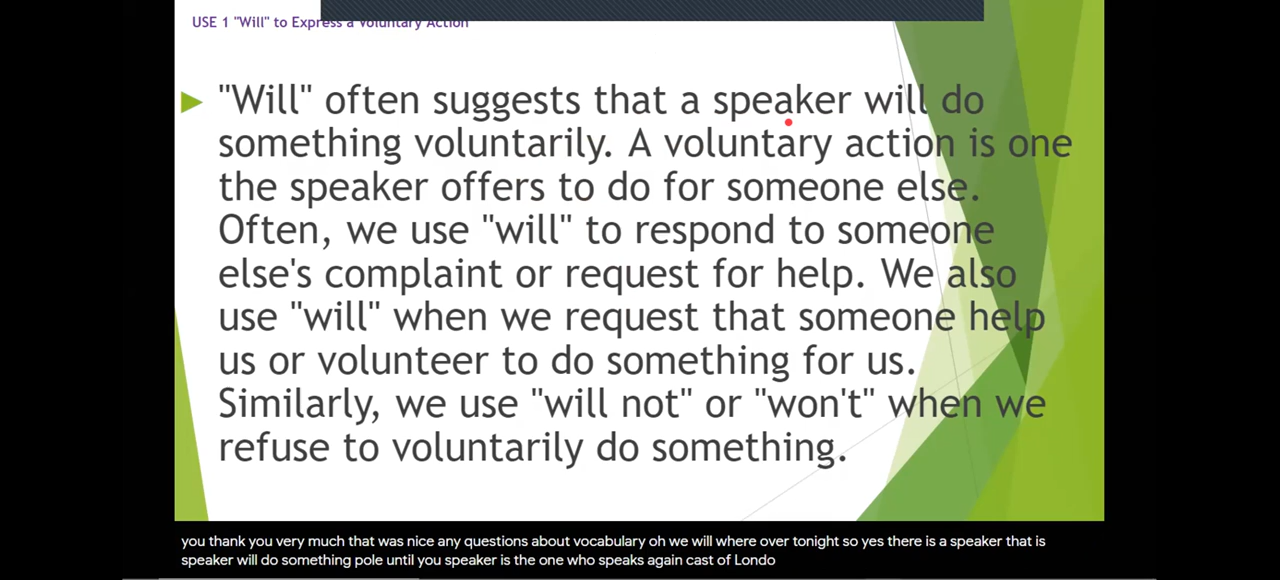 USE 1 "Will" to Express a Voluntary Action
"Will" often suggests that a speaker will do
something voluntarily. A voluntary action is one
the speaker offers to do for someone else.
Often, we use "will" to respond to someone
else's complaint or request for help. We also
use "will" when we request that someone help
us or volunteer to do something for us.
Similarly, we use "will not" or "won't" when we
refuse to voluntarily do something.
you thank you very much that was nice any questions about vocabulary oh we will where over tonight so yes there is a speaker that is
speaker will do something pole until you speaker is the one who speaks again cast of Londo